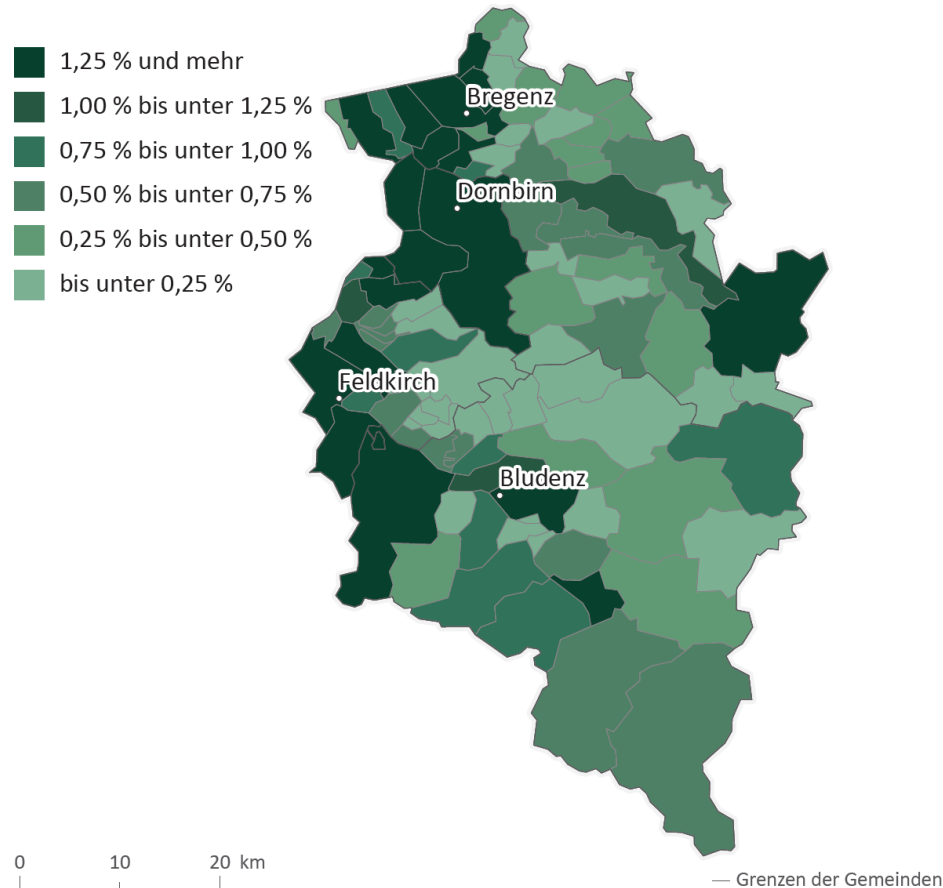 1,25 % und mehr
1,00 % bis unter 1,25 %
0,75 % bis unter 1,00 %
0,50 % bis unter 0,75 %
0,25 % bis unter 0,50 %
bis unter 0,25 %
Bregenz
Dornbirn
Feldkirch
Bludenz
0 10 20 km
Grenzen der Gemeinden